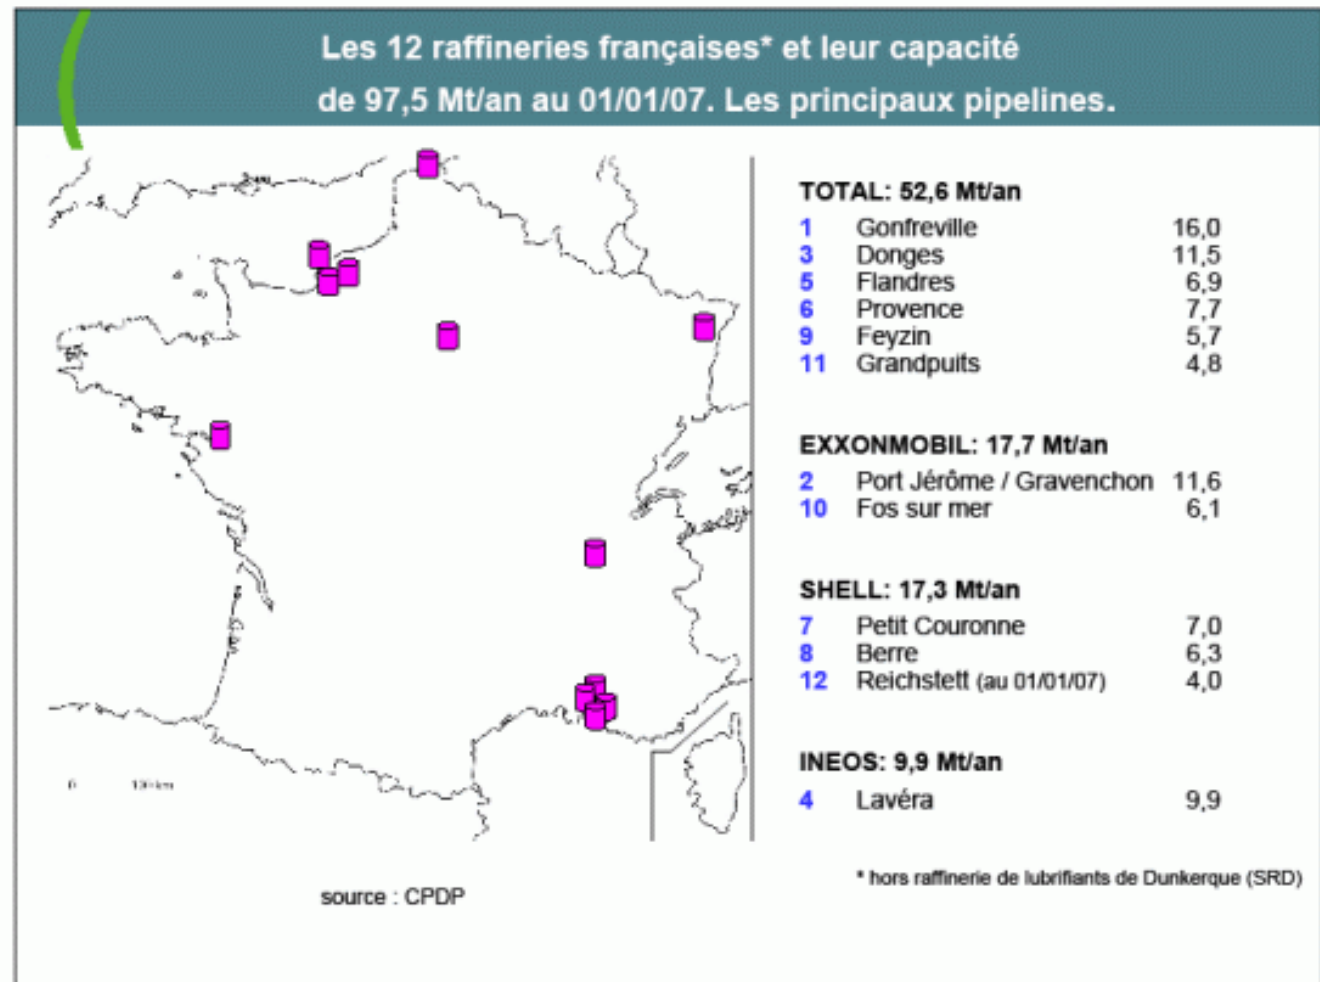 Les 12 raffineries françaises* et leur capacité
de 97,5 Mt/an au 01/01/07. Les principaux pipelines.
TOTAL: 52,6 Mt/an
1 Gonfreville 16,0
3 Donges 11,5
5 Flandres 6,9
6 Provence 7,7
9 Feyzin 5,7
11 Grandpuits 4,8
EXXONMOBIL: 17,7 Mt/an
2 Port Jérôme / Gravenchon 11,6
10 Fos sur mer 6,1
SHELL: 17,3 Mt/an
7 Petit Couronne 7,0
8 Berre 6,3
12 Reichstett (au 01/01/07) 4,0
INEOS: 9,9 Mt/an
4 Lavéra 9,9
* hors raffinerie de lubrifiants de Dunkerque (SRD)
0 km
source : CPDP